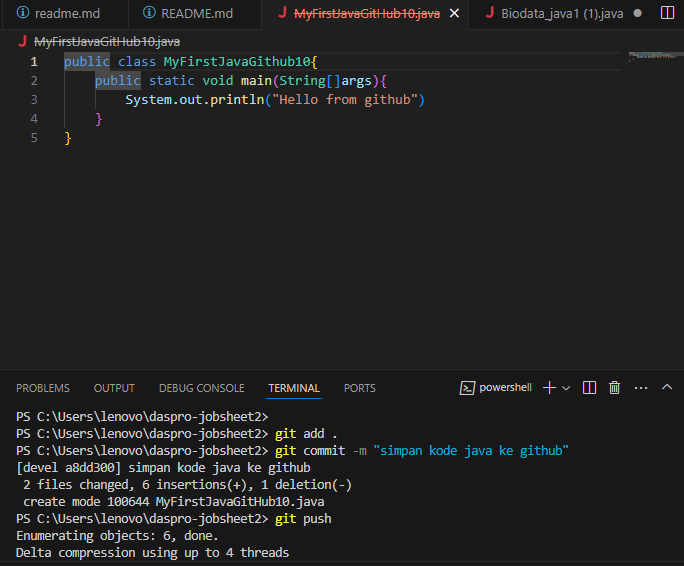 readme.md README.md MyFirstJavaGitHub10.java Biodata_java1 (1).java
MyFirstJavaGitHub10.java
1 public class MyFirstJavaGithub10{
2 public static void main(String[]args){
3 System.out.println("Hello from github")
4 }
5 }
PROBLEMS OUTPUT DEBUG CONSOLE TERMINAL PORTS powershell
PS C:\Users\lenovo\daspro-jobsheet2>
PS C:\Users\lenovo\daspro-jobsheet2> git add .
PS C:\Users\lenovo\daspro-jobsheet2> git commit -m "simpan kode java ke github"
[devel a8dd300] simpan kode java ke github
2 files changed, 6 insertions(+), 1 deletion(-)
create mode 100644 MyFirstJavaGitHub10.java
PS C:\Users\lenovo\daspro-jobsheet2> git push
Enumerating objects: 6, done.
Delta compression using up to 4 threads